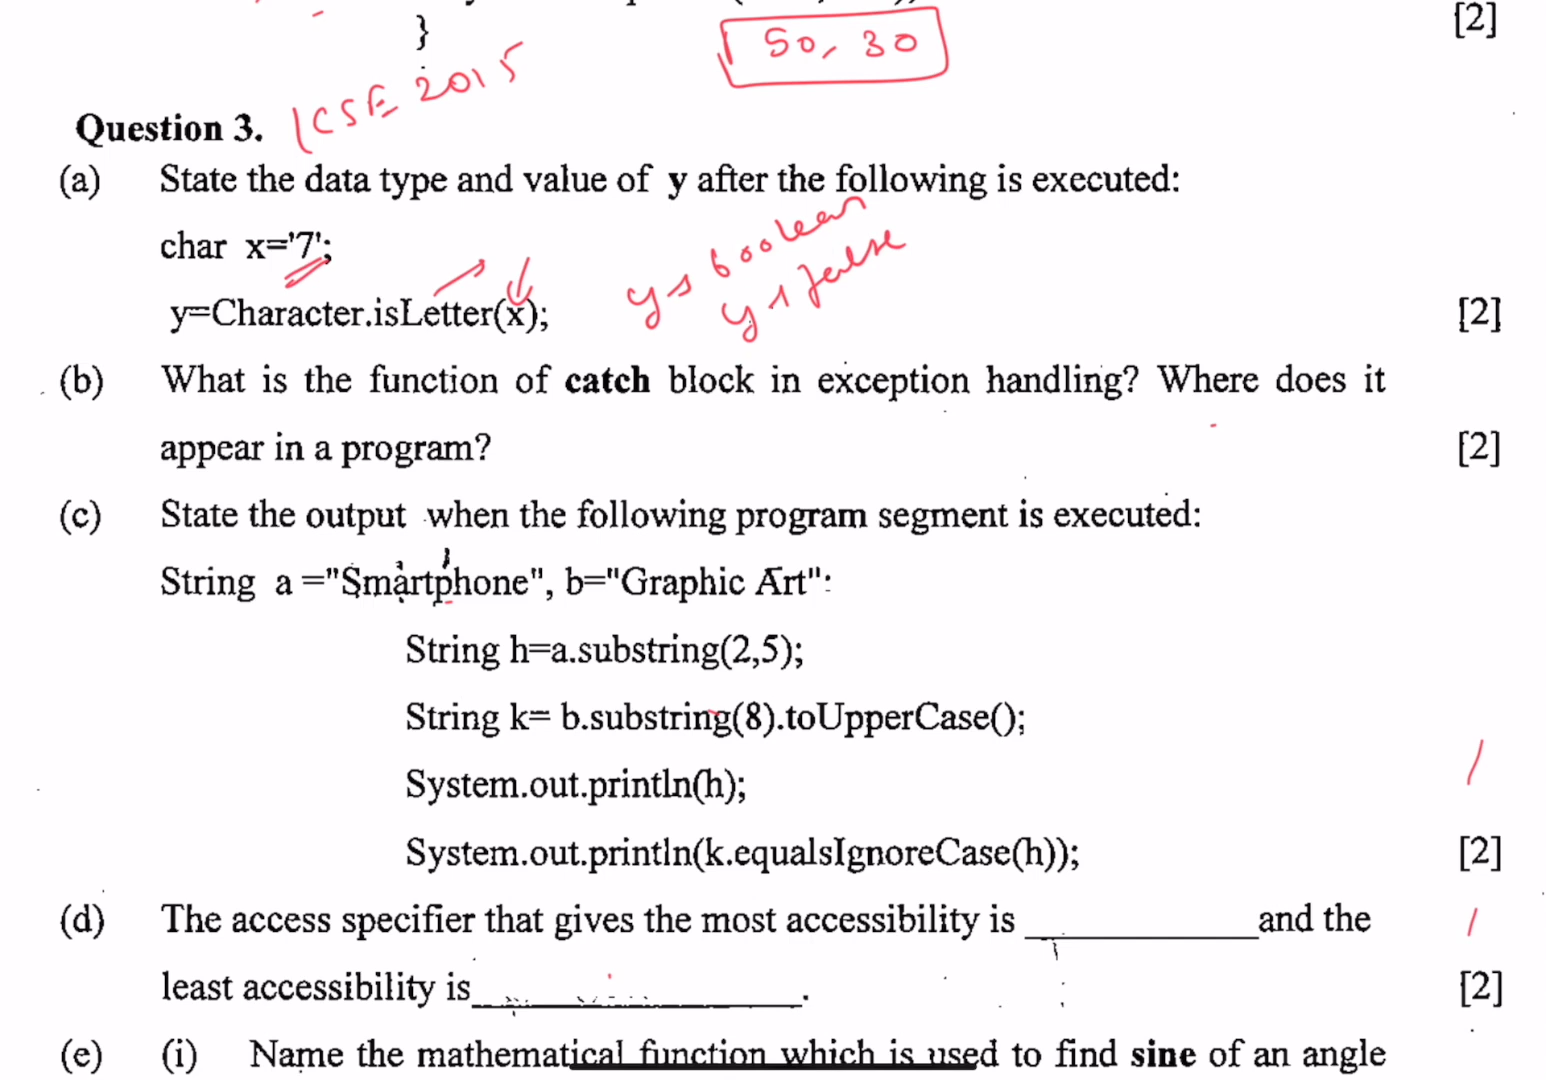 }
[2]
50, 30
ICSE 2015
Question 3.
(a) State the data type and value of y after the following is executed:
char x='7';
y=Character.isLetter(x); [2]
y → boolean
y → false
(b) What is the function of catch block in exception handling? Where does it
appear in a program? [2]
(c) State the output when the following program segment is executed:
String a ="Smartphone", b="Graphic Art":
String h=a.substring(2,5);
String k= b.substring(8).toUpperCase();
System.out.println(h);
System.out.println(k.equalsIgnoreCase(h)); [2]
(d) The access specifier that gives the most accessibility is ____________ and the
least accessibility is ________________. [2]
(e) (i) Name the mathematical function which is used to find sine of an angle